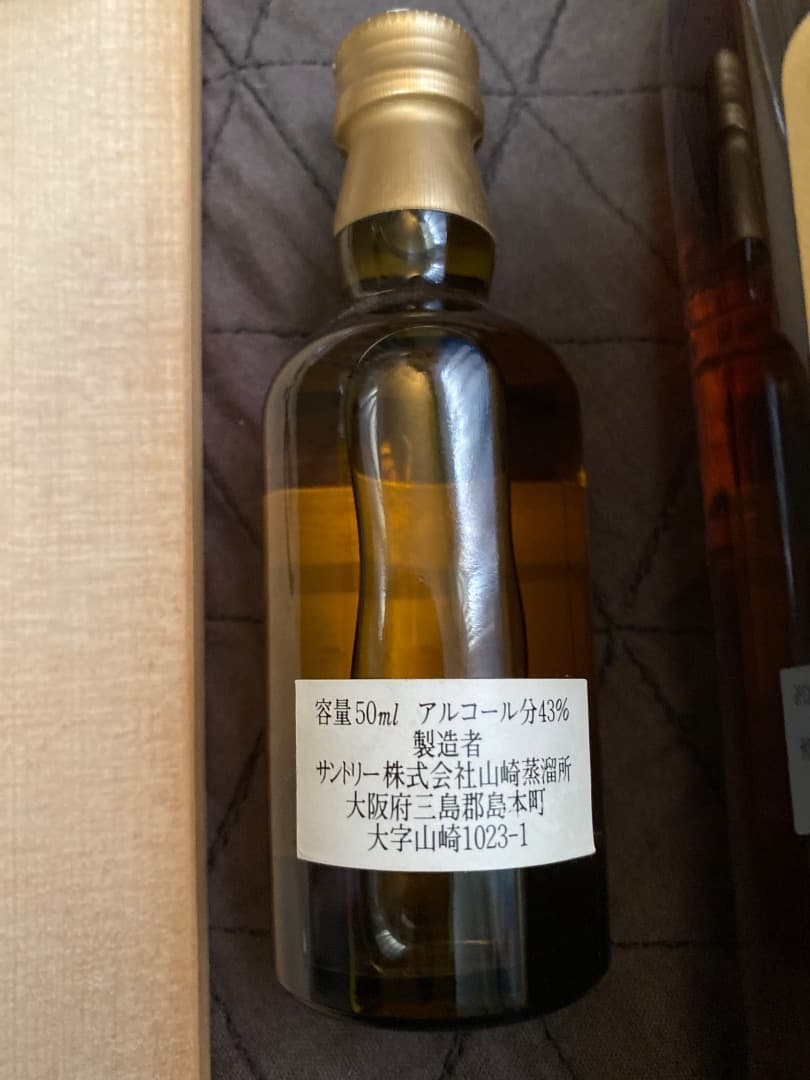 容量50ml アルコール分43%
製造者
サントリー株式会社山崎蒸溜所
大阪府三島郡島本町
大字山崎1023-1